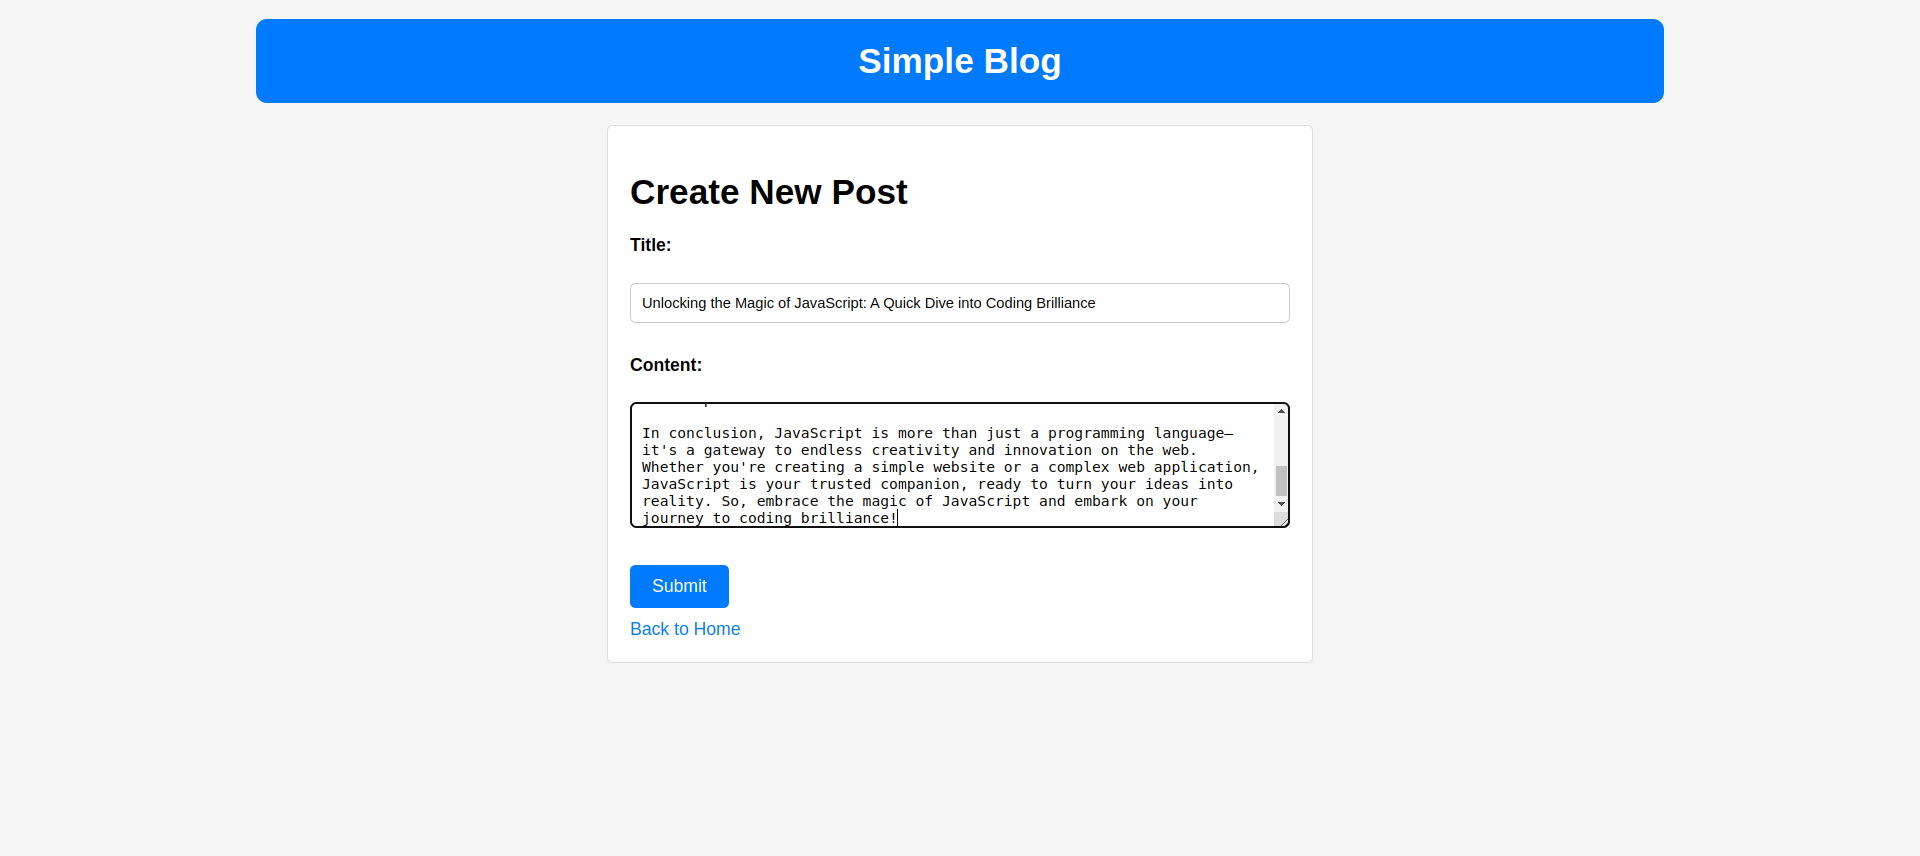 Simple Blog
Create New Post
Title:
Unlocking the Magic of JavaScript: A Quick Dive into Coding Brilliance
Content:
In conclusion, JavaScript is more than just a programming language—
it's a gateway to endless creativity and innovation on the web.
Whether you're creating a simple website or a complex web application,
JavaScript is your trusted companion, ready to turn your ideas into
reality. So, embrace the magic of JavaScript and embark on your
journey to coding brilliance!
Submit
Back to Home